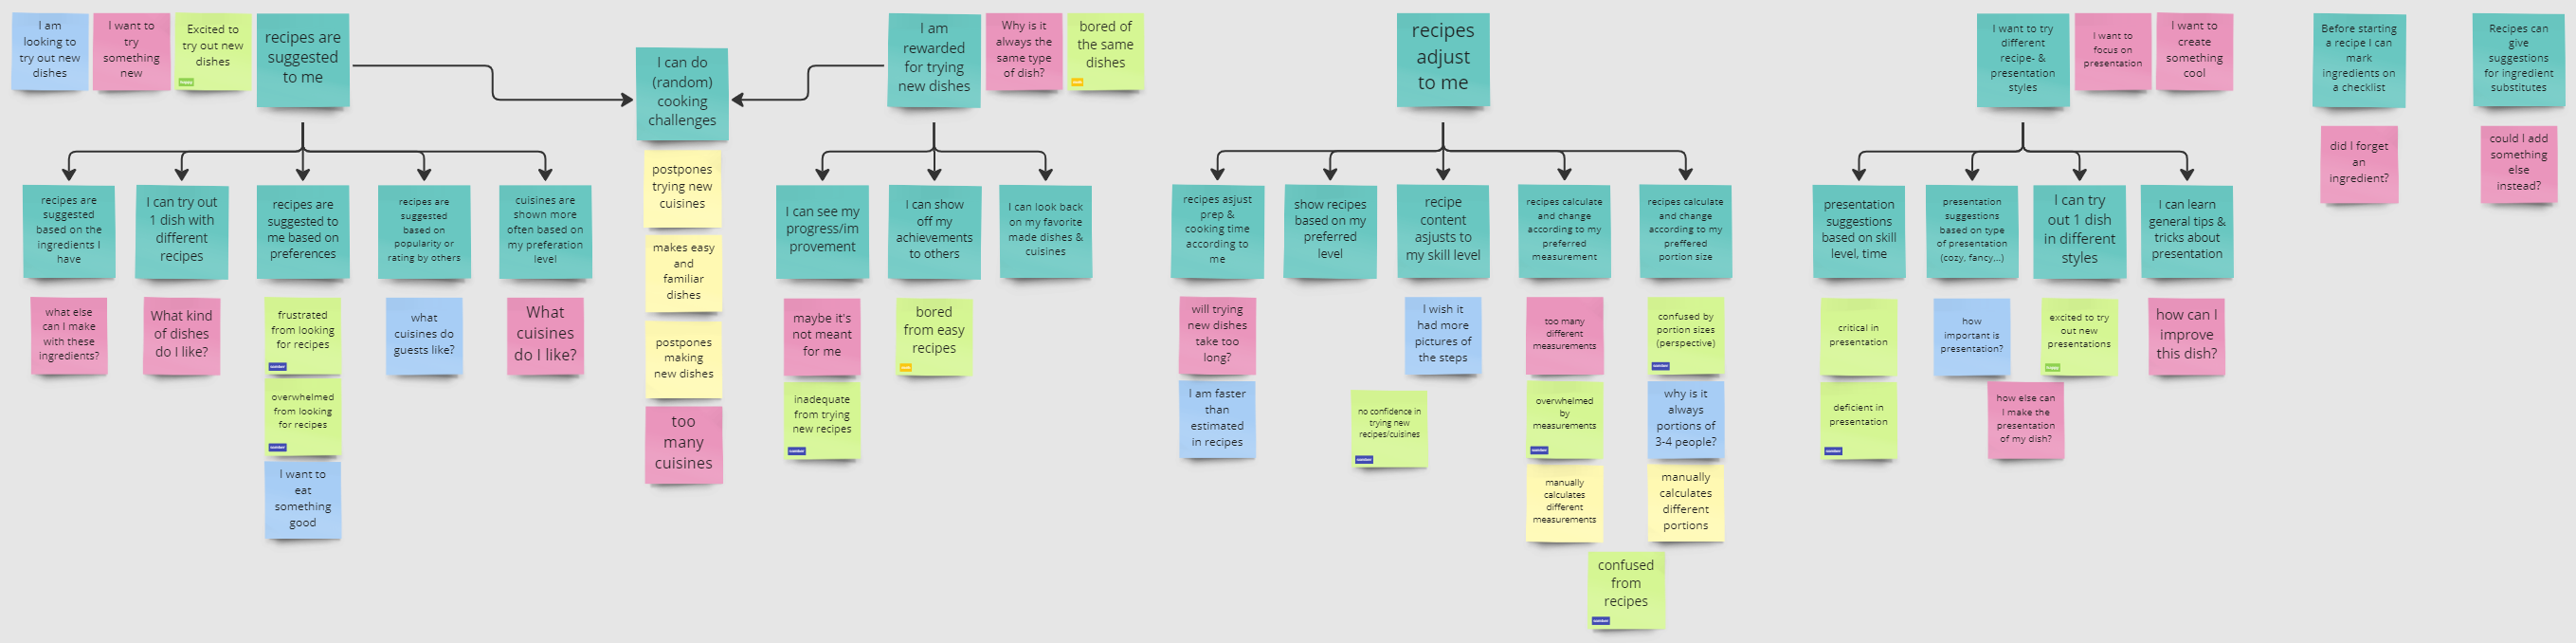 I am
looking to
try out new
dishes
I want to
try
something
new
Excited to
try out new
dishes
recipes are
suggested
to me
I can do
(random)
cooking
challenges
I am
rewarded
for trying
new dishes
Why is it
always the
same type
of dish?
bored of
the same
dishes
recipes
adjust
to me
I want to try
different
recipe- &
presentation
styles
I want to
focus on
presentation
I want to
create
something
cool
Before starting
a recipe I can
mark
ingredients on
a checklist
Recipes can
give
suggestions
for ingredient
substitutes
did I forget
an
ingredient?
could I add
something
else
instead?
recipes are
suggested
based on the
ingredients I
have
I can try out
1 dish with
different
recipes
recipes are
suggested to
me based on
preferences
recipes are
suggested
based on
popularity or
rating by others
cuisines are
shown more
often based on
my preferation
level
postpones
trying new
cuisines
makes easy
and
familiar
dishes
postpones
making
new dishes
too
many
cuisines
I can see my
progress/im
provement
I can show
off my
achievements
to others
I can look back
on my favorite
made dishes &
cuisines
recipes asjust
prep &
cooking time
according to
me
show recipes
based on my
preferred
level
recipe
content
asjusts to
my skill level
recipes calculate
and change
according to my
preferred
measurement
recipes calculate
and change
according to my
preffered
portion size
presentation
suggestions
based on skill
level, time
presentation
suggestions
based on type
of presentation
(cozy, fancy,..)
I can try
out 1 dish
in different
styles
I can learn
general tips &
tricks about
presentation
what else
can I make
with these
ingredients?
What kind
of dishes
do I like?
frustrated
from looking
for recipes
overwhelmed
from looking
for recipes
I want to
eat
something
good
what
cuisines do
guests like?
What
cuisines
do I like?
maybe it's
not meant
for me
inadequate
from trying
new recipes
bored
from easy
recipes
will trying
new dishes
take too
long?
I am faster
than
estimated
in recipes
no confidence in
trying new
recipes/cuisines
I wish it
had more
pictures of
the steps
too many
different
measurements
overwhelmed
by
measurements
manually
calculates
different
measurements
confused by
portion sizes
(perspective)
why is it
always
portions of
3-4 people?
manually
calculates
different
portions
confused
from
recipes
critical in
presentation
deficient in
presentation
how
important is
presentation?
excited to try
out new
presentations
how else can
I make the
presentation
of my dish?
how can I
improve
this dish?